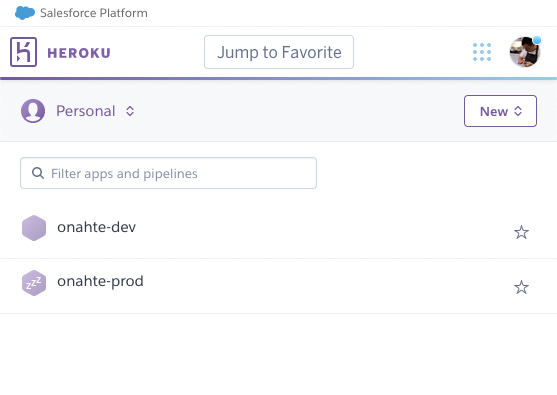 Salesforce Platform
HEROKU
Jump to Favorite
Personal
New
Filter apps and pipelines
onahte-dev
zzz
onahte-prod